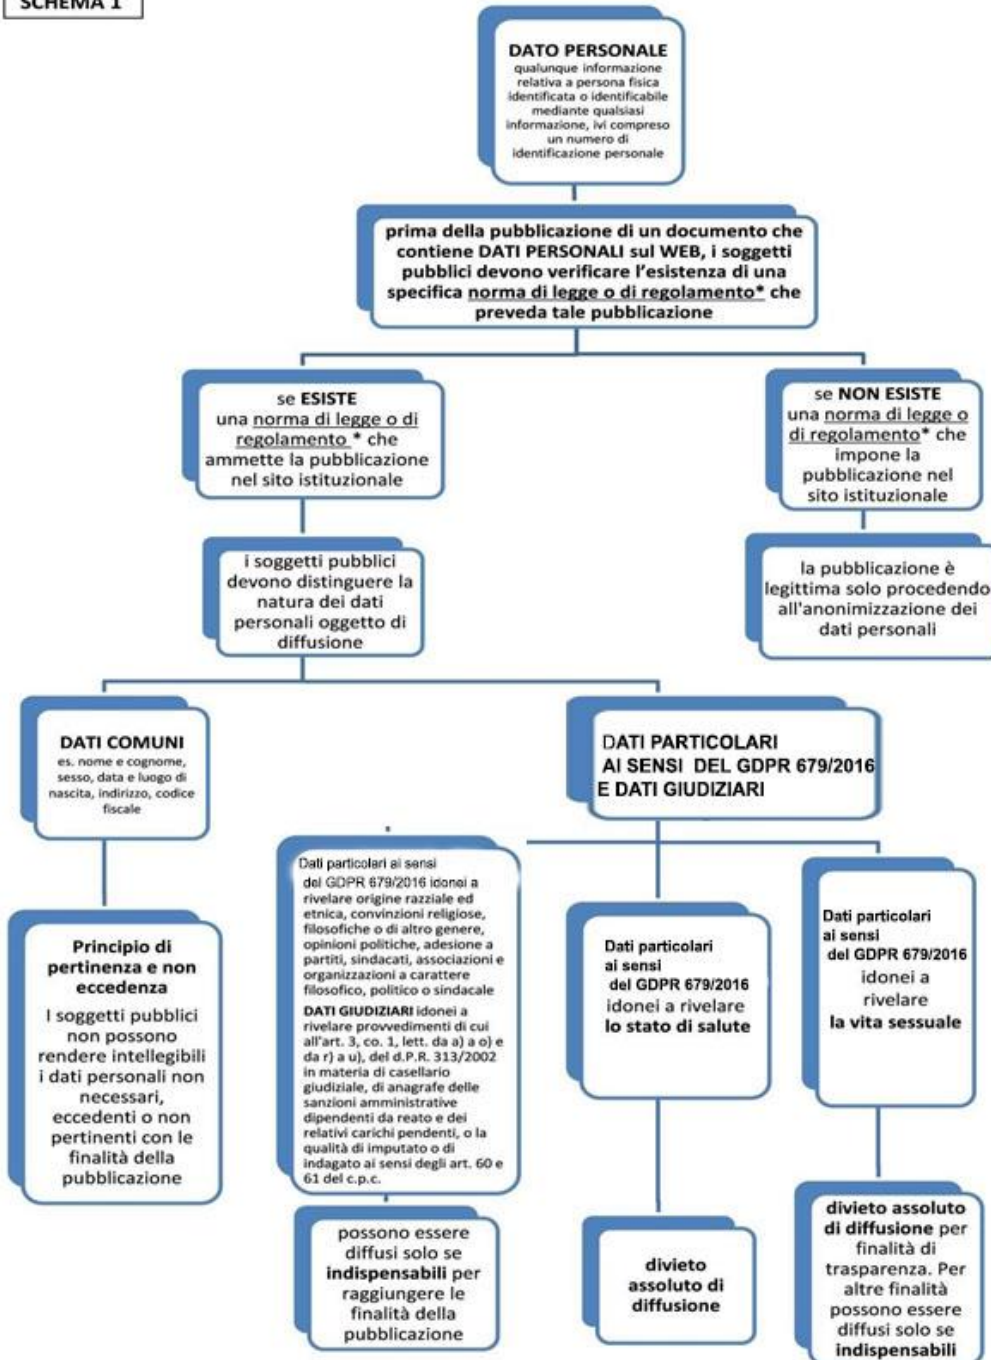 SCHEMA 1
DATO PERSONALE
qualunque informazione
relativa a persona fisica
identificata o identificabile
mediante qualsiasi
informazione, ivi compreso
un numero di
identificazione personale
prima della pubblicazione di un documento che
contiene DATI PERSONALI sul WEB, i soggetti
pubblici devono verificare l'esistenza di una
specifica norma di legge o di regolamento* che
preveda tale pubblicazione
se ESISTE
una norma di legge o di
regolamento * che
ammette la pubblicazione
nel sito istituzionale
se NON ESISTE
una norma di legge o
di regolamento* che
impone la
pubblicazione nel
sito istituzionale
i soggetti pubblici
devono distinguere la
natura dei dati
personali oggetto di
diffusione
la pubblicazione è
legittima solo procedendo
all'anonimizzazione dei
dati personali
DATI COMUNI
es. nome e cognome,
sesso, data e luogo di
nascita, indirizzo, codice
fiscale
DATI PARTICOLARI
AI SENSI DEL GDPR 679/2016
E DATI GIUDIZIARI
Principio di
pertinenza e non
eccedenza
I soggetti pubblici
non possono
rendere intellegibili
i dati personali non
necessari,
eccedenti o non
pertinenti con le
finalità della
pubblicazione
Dati particolari ai sensi
del GDPR 679/2016 idonei a
rivelare origine razziale ed
etnica, convinzioni religiose,
filosofiche o di altro genere,
opinioni politiche, adesione a
partiti, sindacati, associazioni e
organizzazioni a carattere
filosofico, politico o sindacale
DATI GIUDIZIARI idonei a
rivelare provvedimenti di cui
all'art. 3, co. 1, lett. da a) a o) e
da r) a u), del d.P.R. 313/2002
in materia di casellario
giudiziale, di anagrafe delle
sanzioni amministrative
dipendenti da reato e dei
relativi carichi pendenti, o la
qualità di imputato o di
indagato ai sensi degli art. 60 e
61 del c.p.c.
Dati particolari
ai sensi
del GDPR 679/2016
idonei a rivelare
lo stato di salute
Dati particolari
ai sensi
del GDPR 679/2016
idonei a
rivelare
la vita sessuale
possono essere
diffusi solo se
indispensabili per
raggiungere le
finalità della
pubblicazione
divieto
assoluto di
diffusione
divieto assoluto
di diffusione per
finalità di
trasparenza. Per
altre finalità
possono essere
diffusi solo se
indispensabili